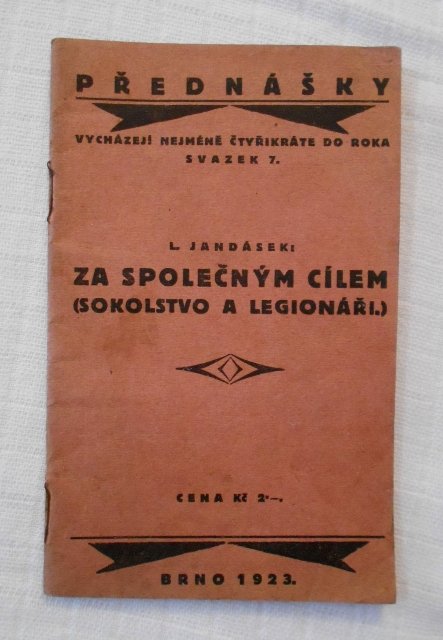 PŘEDNÁŠKY
VYCHÁZEJÍ NEJMÉNĚ ČTYŘIKRÁTE DO ROKA
SVAZEK 7.
L. JANDÁSEK:
ZA SPOLEČNÝM CÍLEM
(SOKOLSTVO A LEGIONÁŘI.)
CENA Kč 2·–.
BRNO 1923.